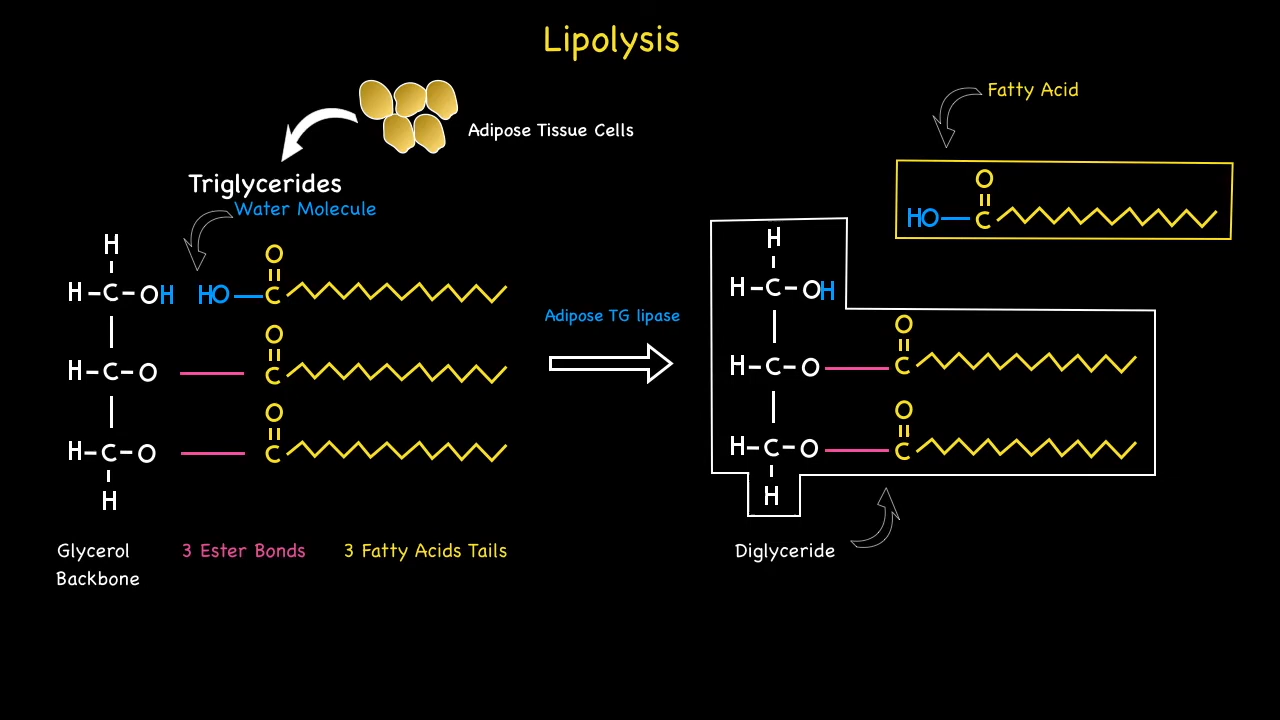 Lipolysis
Fatty Acid
Adipose Tissue Cells
Triglycerides
Water Molecule
O
HO C
H
H C OH HO C
O
H C O C
O
H C O C
O
H
Adipose TG lipase
H
H C OH
O
H C O C
O
H C O C
H
Glycerol
Backbone
3 Ester Bonds
3 Fatty Acids Tails
Diglyceride